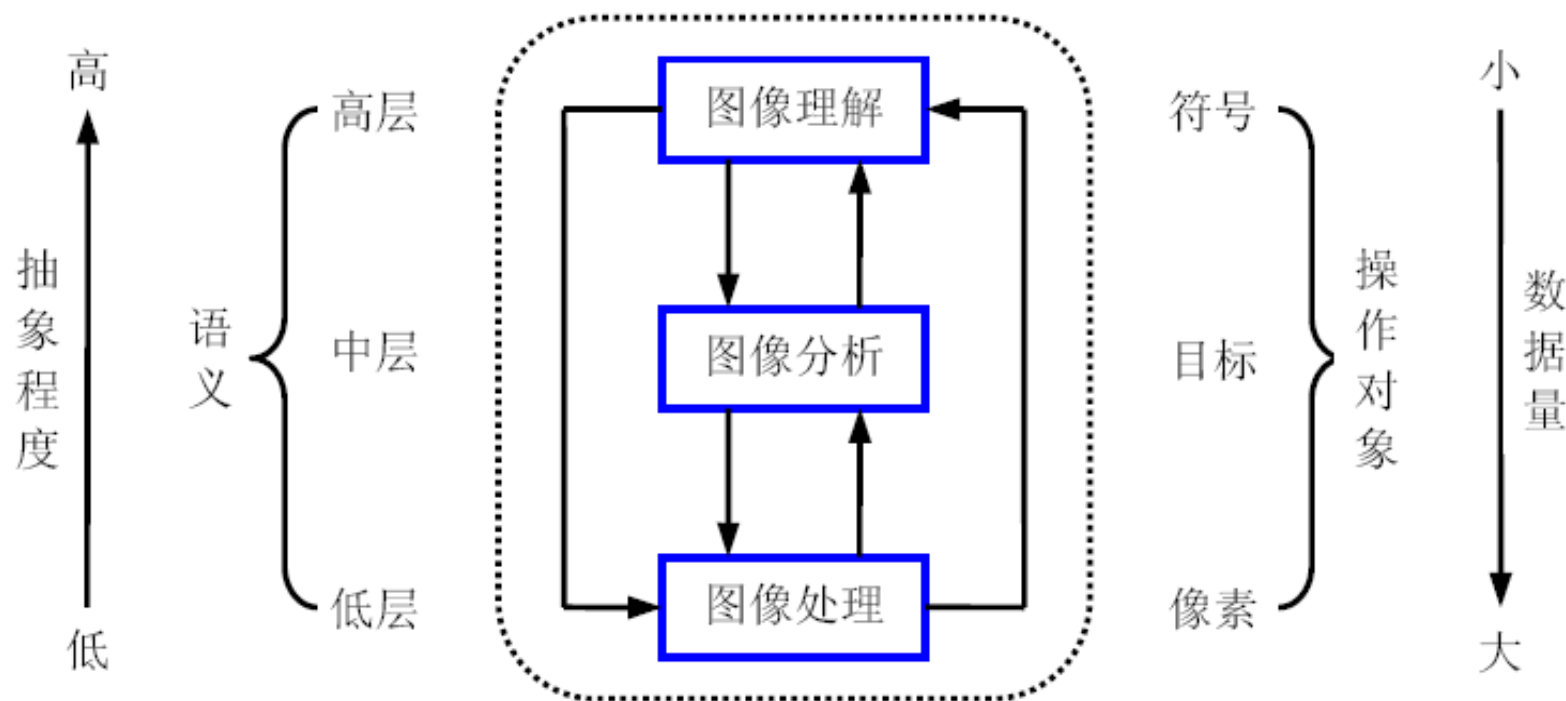 高
小
高层
图像理解
符号
抽象程度
语义
中层
图像分析
目标
操作对象
数据量
低层
图像处理
像素
低
大